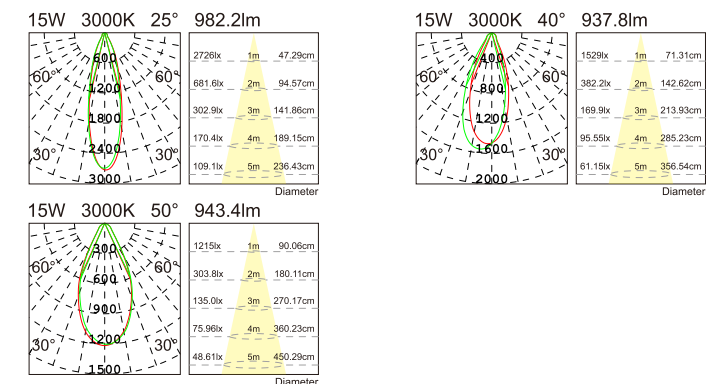 15W 3000K 25° 982.2lm
600
60° 60°
1200
1800
2400
30° 30°
3000
2726lx 1m 47.29cm
681.6lx 2m 94.57cm
302.9lx 3m 141.86cm
170.4lx 4m 189.15cm
109.1lx 5m 236.43cm
Diameter
15W 3000K 40° 937.8lm
400
60° 60°
800
1200
1600
30° 30°
2000
1529lx 1m 71.31cm
382.2lx 2m 142.62cm
169.9lx 3m 213.93cm
95.55lx 4m 285.23cm
61.15lx 5m 356.54cm
Diameter
15W 3000K 50° 943.4lm
300
60° 60°
600
900
1200
30° 30°
1500
1215lx 1m 90.06cm
303.8lx 2m 180.11cm
135.0lx 3m 270.17cm
75.96lx 4m 360.23cm
48.61lx 5m 450.29cm
Diameter